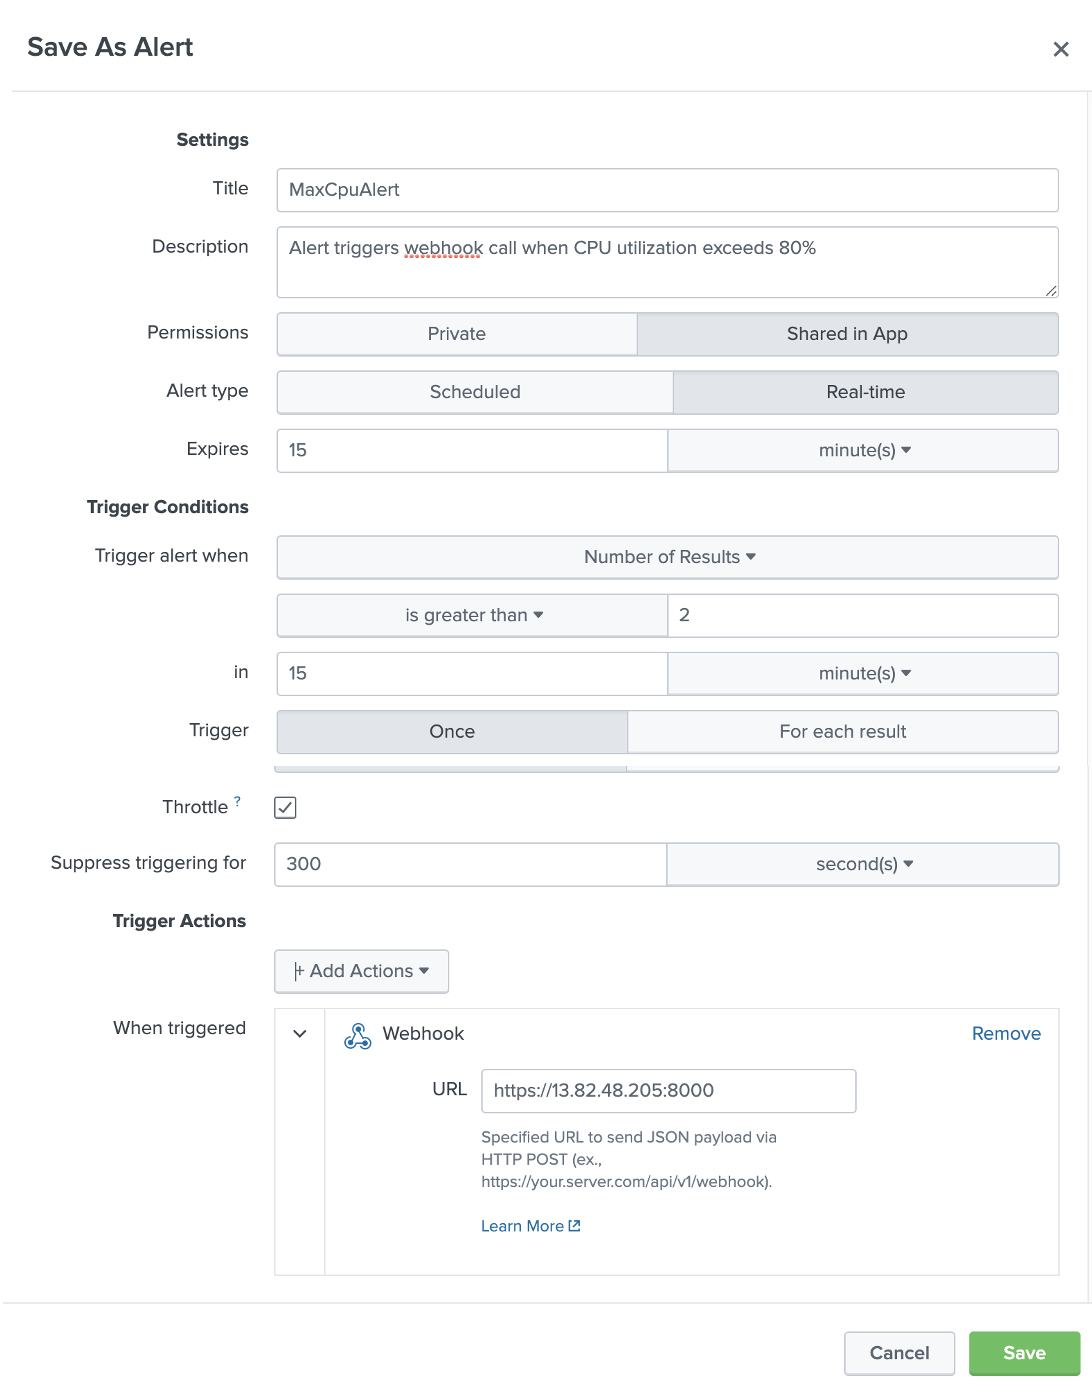 Save As Alert
Settings
Title MaxCpuAlert
Description Alert triggers webhook call when CPU utilization exceeds 80%
Permissions Private Shared in App
Alert type Scheduled Real-time
Expires 15 minute(s)
Trigger Conditions
Trigger alert when Number of Results
is greater than 2
in 15 minute(s)
Trigger Once For each result
Throttle ?
Suppress triggering for 300 second(s)
Trigger Actions
+ Add Actions
When triggered Webhook Remove
URL https://13.82.48.205:8000
Specified URL to send JSON payload via
HTTP POST (ex.,
https://your.server.com/api/v1/webhook).
Learn More
Cancel Save